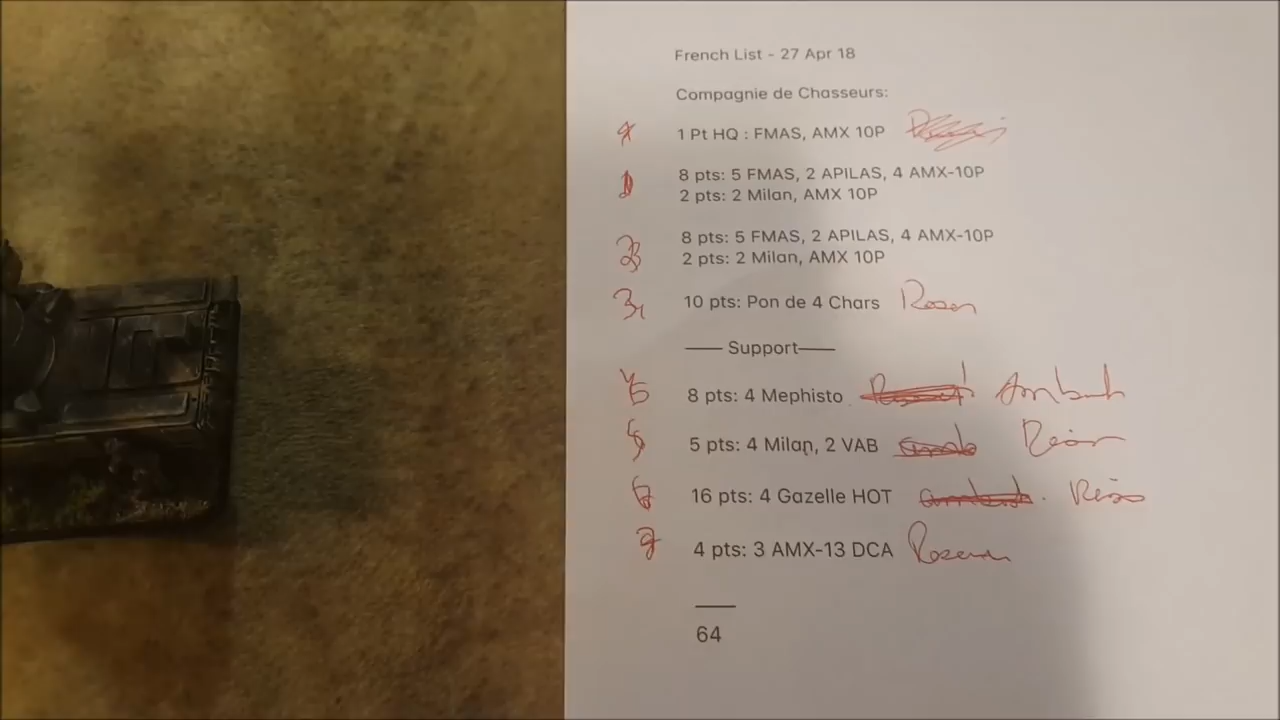 French List - 27 Apr 18
Compagnie de Chasseurs:
1 Pt HQ : FMAS, AMX 10P
8 pts: 5 FMAS, 2 APILAS, 4 AMX-10P
2 pts: 2 Milan, AMX 10P
8 pts: 5 FMAS, 2 APILAS, 4 AMX-10P
2 pts: 2 Milan, AMX 10P
3, 10 pts: Pon de 4 Chars
—— Support——
8 pts: 4 Mephisto Ambush
5 pts: 4 Milan, 2 VAB
16 pts: 4 Gazelle HOT
4 pts: 3 AMX-13 DCA
64